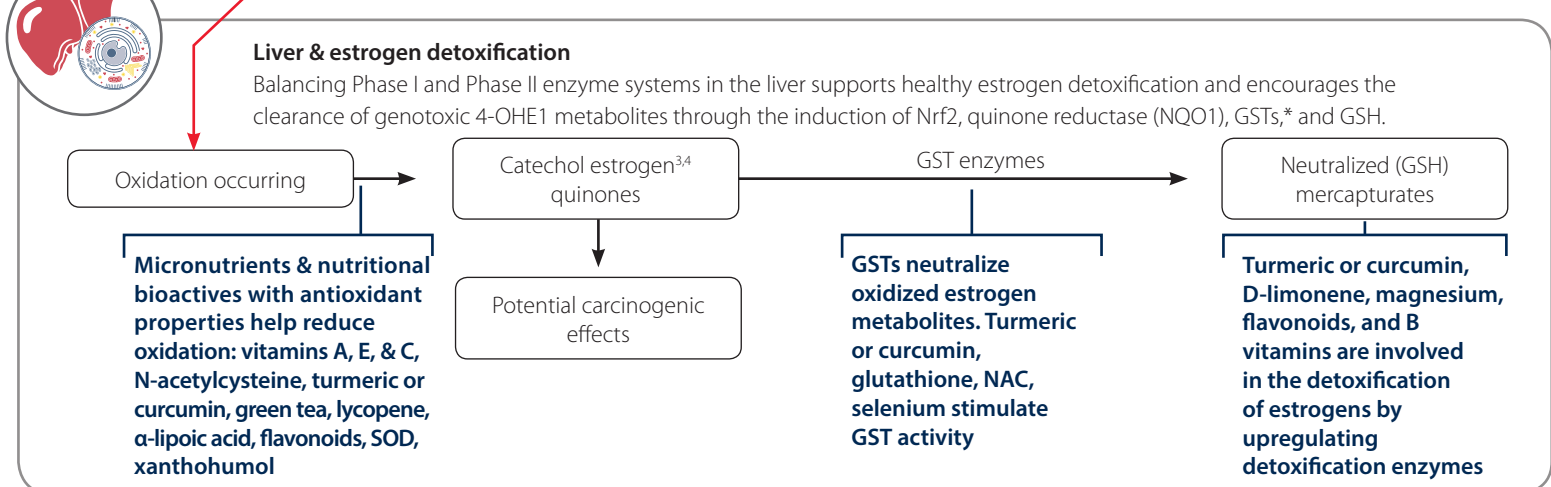 Liver & estrogen detoxification
Balancing Phase I and Phase II enzyme systems in the liver supports healthy estrogen detoxification and encourages the
clearance of genotoxic 4-OHE1 metabolites through the induction of Nrf2, quinone reductase (NQO1), GSTs,* and GSH.
Oxidation occurring
Catechol estrogen3,4
quinones
GST enzymes
Neutralized (GSH)
mercapturates
Potential carcinogenic
effects
Micronutrients & nutritional
bioactives with antioxidant
properties help reduce
oxidation: vitamins A, E, & C,
N-acetylcysteine, turmeric or
curcumin, green tea, lycopene,
α-lipoic acid, flavonoids, SOD,
xanthohumol
GSTs neutralize
oxidized estrogen
metabolites. Turmeric
or curcumin,
glutathione, NAC,
selenium stimulate
GST activity
Turmeric or curcumin,
D-limonene, magnesium,
flavonoids, and B
vitamins are involved
in the detoxification
of estrogens by
upregulating
detoxification enzymes